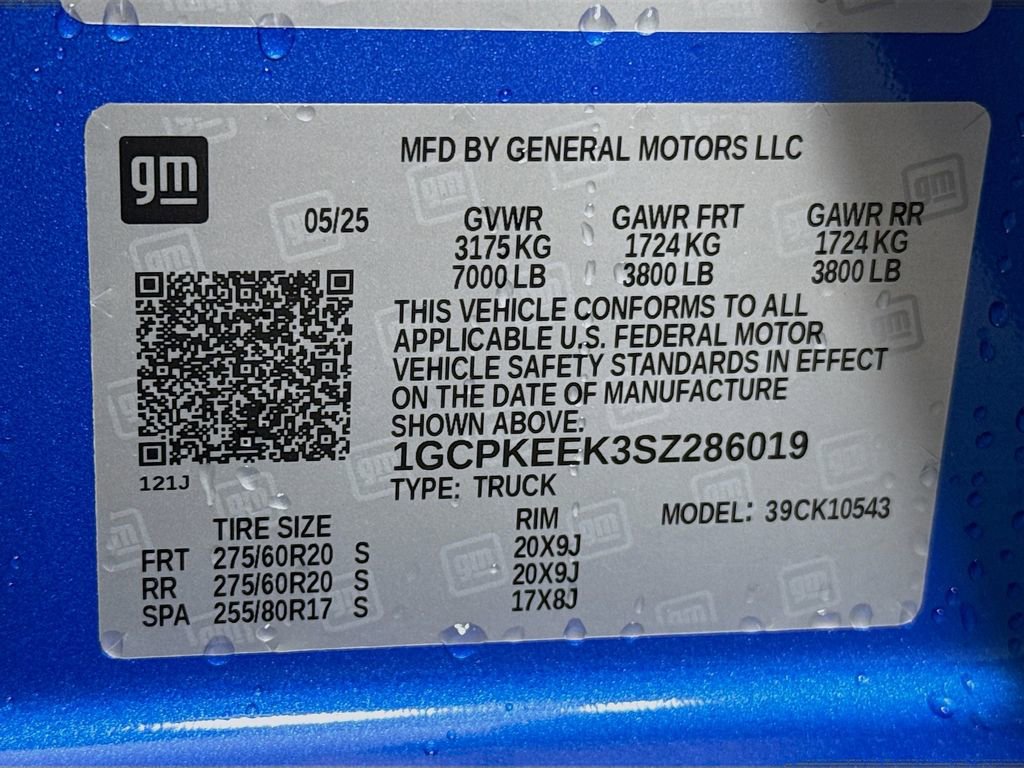 gm
MFD BY GENERAL MOTORS LLC
05/25 GVWR GAWR FRT GAWR RR
3175 KG 1724 KG 1724 KG
7000 LB 3800 LB 3800 LB
THIS VEHICLE CONFORMS TO ALL
APPLICABLE U.S. FEDERAL MOTOR
VEHICLE SAFETY STANDARDS IN EFFECT
ON THE DATE OF MANUFACTURE
SHOWN ABOVE:
1GCPKEEK3SZ286019
121J
TYPE: TRUCK
MODEL: 39CK10543
TIRE SIZE RIM
FRT 275/60R20 S 20X9J
RR 275/60R20 S 20X9J
SPA 255/80R17 S 17X8J